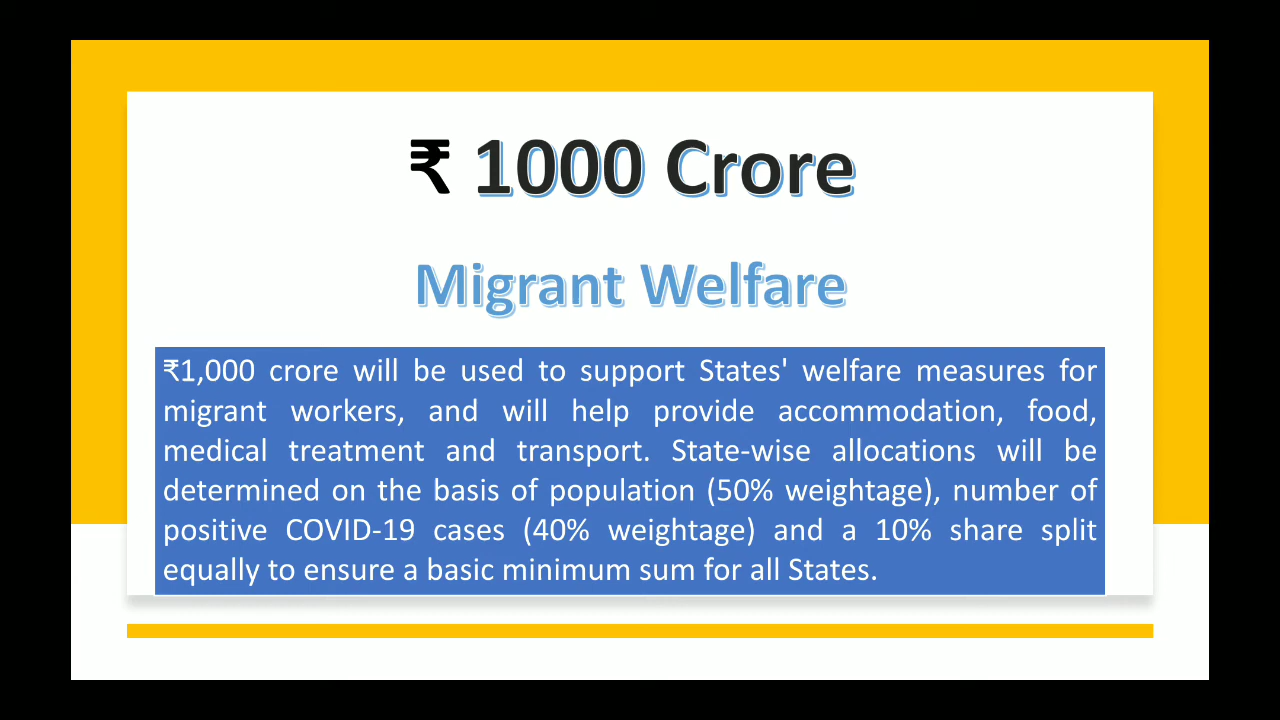 ₹ 1000 Crore
Migrant Welfare
₹1,000 crore will be used to support States' welfare measures for
migrant workers, and will help provide accommodation, food,
medical treatment and transport. State-wise allocations will be
determined on the basis of population (50% weightage), number of
positive COVID-19 cases (40% weightage) and a 10% share split
equally to ensure a basic minimum sum for all States.